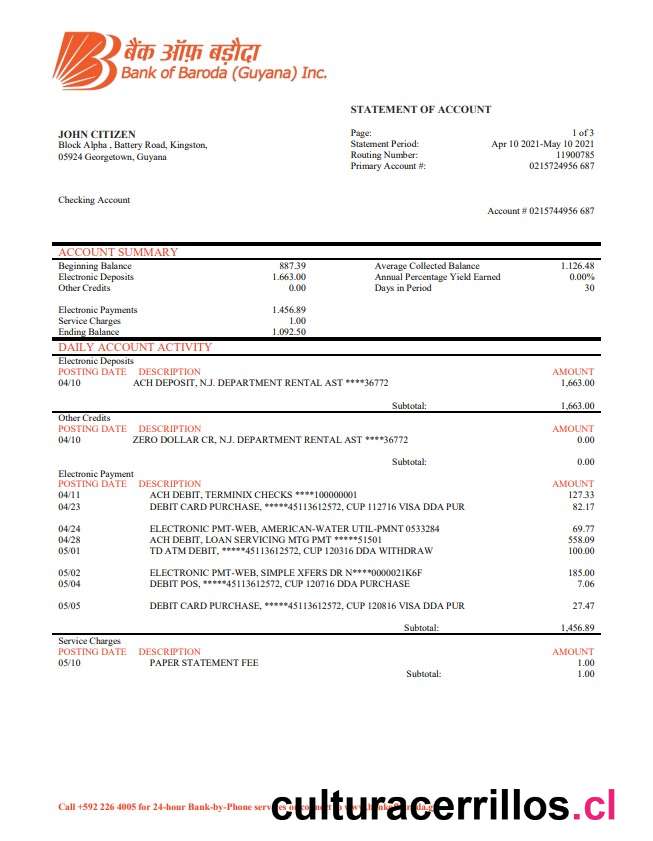 बैंक ऑफ़ बड़ौदा
Bank of Baroda (Guyana) Inc.
STATEMENT OF ACCOUNT
JOHN CITIZEN
Block Alpha , Battery Road, Kingston,
05924 Georgetown, Guyana
Page: 1 of 3
Statement Period: Apr 10 2021-May 10 2021
Routing Number: 11900785
Primary Account #: 0215724956 687
Checking Account
Account # 0215744956 687
ACCOUNT SUMMARY
Beginning Balance 887.39 Average Collected Balance 1.126.48
Electronic Deposits 1.663.00 Annual Percentage Yield Earned 0.00%
Other Credits 0.00 Days in Period 30
Electronic Payments 1.456.89
Service Charges 1.00
Ending Balance 1.092.50
DAILY ACCOUNT ACTIVITY
Electronic Deposits
POSTING DATE DESCRIPTION AMOUNT
04/10 ACH DEPOSIT, N.J. DEPARTMENT RENTAL AST ****36772 1,663.00
Subtotal: 1,663.00
Other Credits
POSTING DATE DESCRIPTION AMOUNT
04/10 ZERO DOLLAR CR, N.J. DEPARTMENT RENTAL AST ****36772 0.00
Subtotal: 0.00
Electronic Payment
POSTING DATE DESCRIPTION AMOUNT
04/11 ACH DEBIT, TERMINIX CHECKS ****100000001 127.33
04/23 DEBIT CARD PURCHASE, *****45113612572, CUP 112716 VISA DDA PUR 82.17
04/24 ELECTRONIC PMT-WEB, AMERICAN-WATER UTIL-PMNT 0533284 69.77
04/28 ACH DEBIT, LOAN SERVICING MTG PMT *****51501 558.09
05/01 TD ATM DEBIT, *****45113612572, CUP 120316 DDA WITHDRAW 100.00
05/02 ELECTRONIC PMT-WEB, SIMPLE XFERS DR N****0000021K6F 185.00
05/04 DEBIT POS, *****45113612572, CUP 120716 DDA PURCHASE 7.06
05/05 DEBIT CARD PURCHASE, *****45113612572, CUP 120816 VISA DDA PUR 27.47
Subtotal: 1,456.89
Service Charges
POSTING DATE DESCRIPTION AMOUNT
05/10 PAPER STATEMENT FEE 1.00
Subtotal: 1.00
Call +592 226 4005 for 24-hour Bank-by-Phone
culturacerrillos.cl